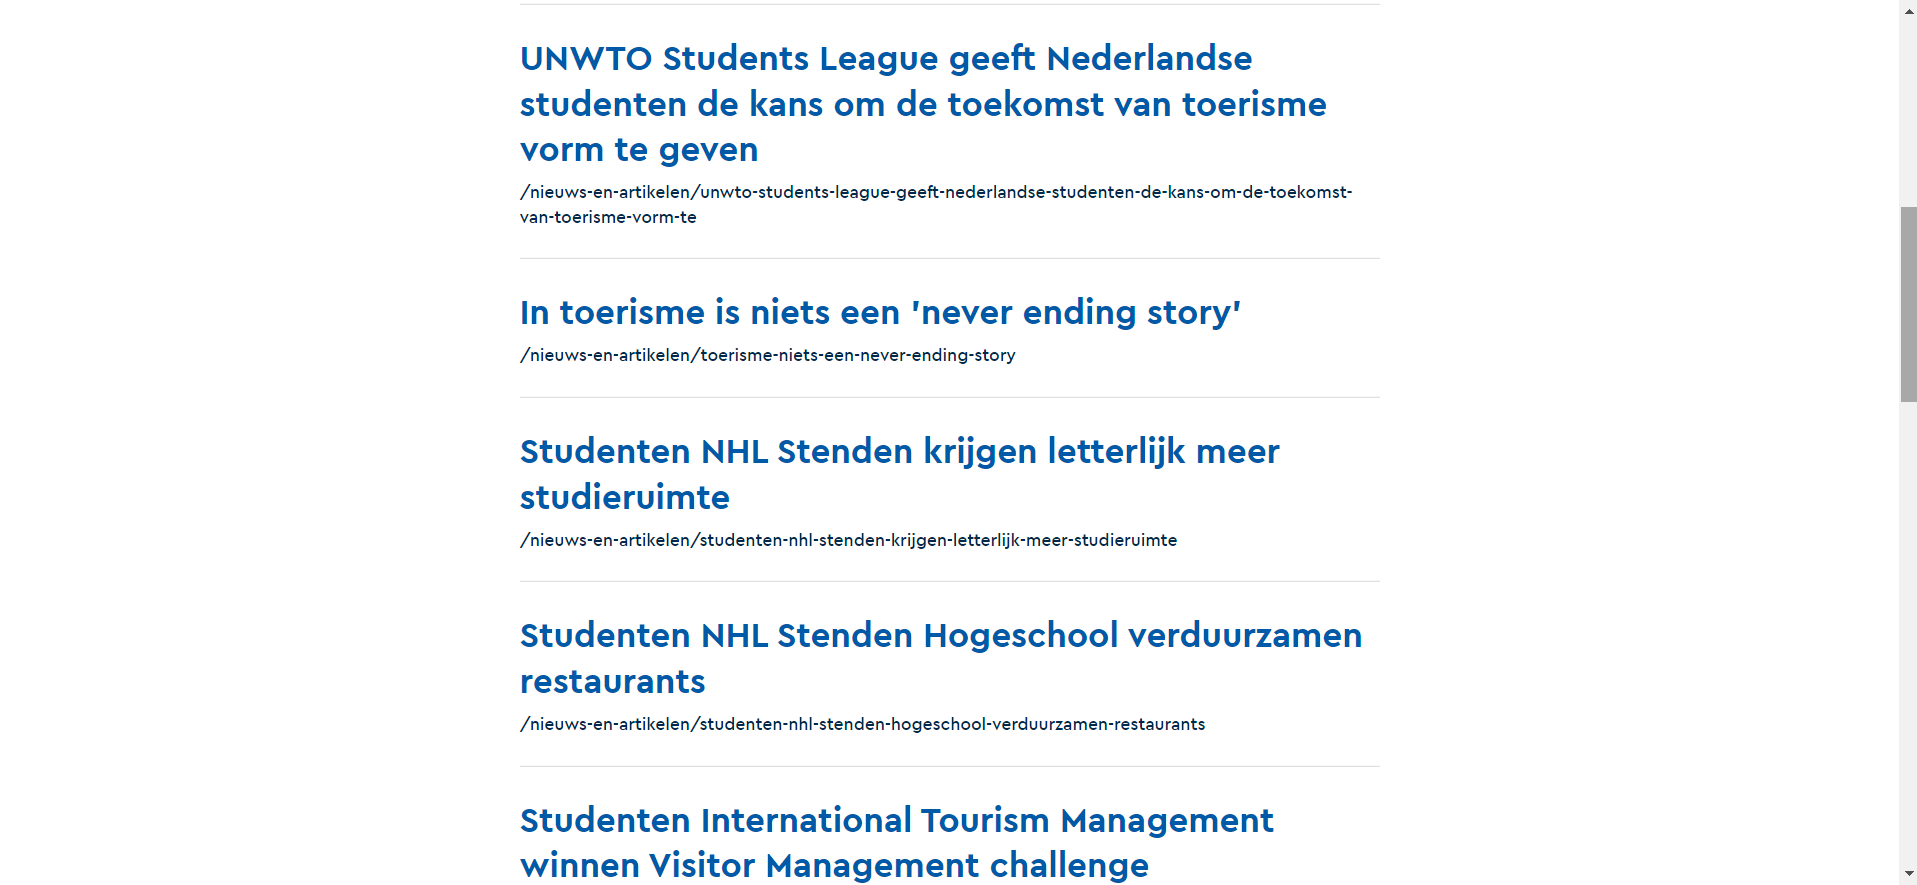 UNWTO Students League geeft Nederlandse
studenten de kans om de toekomst van toerisme
vorm te geven
/nieuws-en-artikelen/unwto-students-league-geeft-nederlandse-studenten-de-kans-om-de-toekomst-
van-toerisme-vorm-te
In toerisme is niets een 'never ending story'
/nieuws-en-artikelen/toerisme-niets-een-never-ending-story
Studenten NHL Stenden krijgen letterlijk meer
studieruimte
/nieuws-en-artikelen/studenten-nhl-stenden-krijgen-letterlijk-meer-studieruimte
Studenten NHL Stenden Hogeschool verduurzamen
restaurants
/nieuws-en-artikelen/studenten-nhl-stenden-hogeschool-verduurzamen-restaurants
Studenten International Tourism Management
winnen Visitor Management challenge